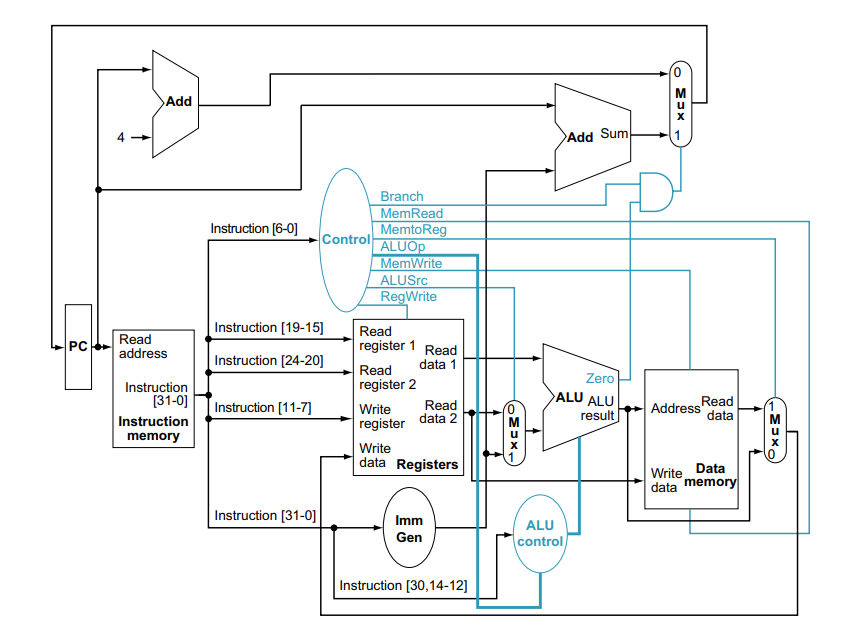 0
M
u
x
1
Add
4
Add Sum
Branch
MemRead
MemtoReg
ALUOp
MemWrite
ALUSrc
RegWrite
Control
Instruction [6-0]
Instruction [19-15]
Instruction [24-20]
Instruction [11-7]
Instruction [31-0]
Instruction [30,14-12]
PC
Read
address
Instruction
[31-0]
Instruction
memory
Read
register 1
Read
register 2
Write
register
Write
data
Read
data 1
Read
data 2
Registers
0
M
u
x
1
Zero
ALU
ALU
result
Address
Read
data
Write
data
Data
memory
1
M
u
x
0
Imm
Gen
ALU
control